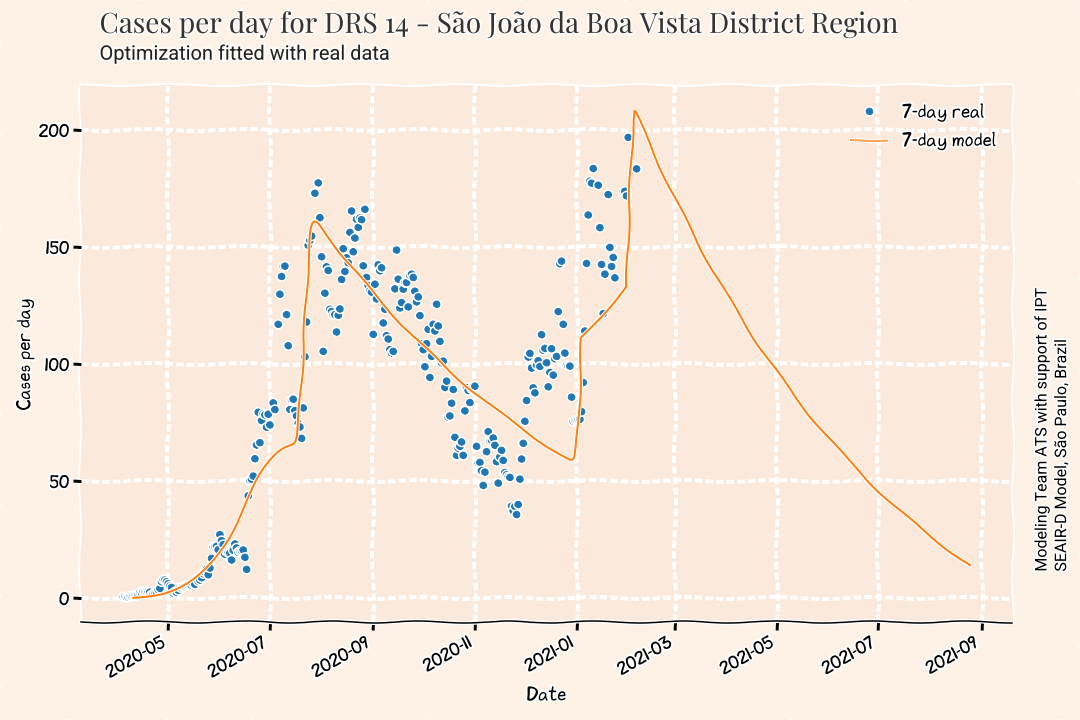 Cases per day for DRS 14 - São João da Boa Vista District Region
Optimization fitted with real data
7-day real
7-day model
200
150
100
50
0
Cases per day
2020-05
2020-07
2020-09
2020-11
2021-01
2021-03
2021-05
2021-07
2021-09
Date
Modeling Team ATS with support of IPT
SEAIR-D Model, São Paulo, Brazil